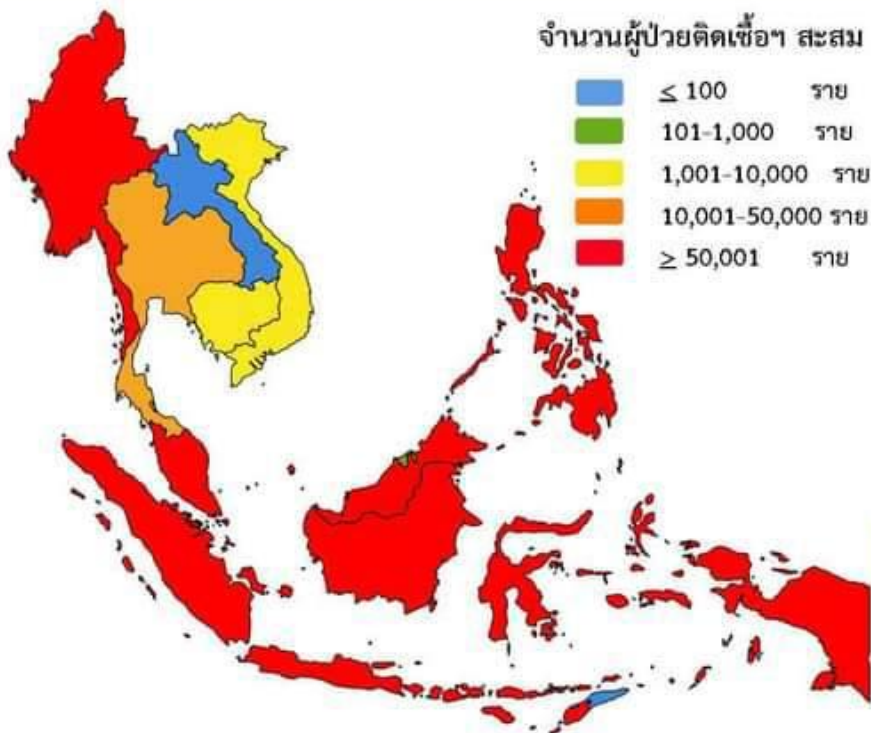 จำนวนผู้ป่วยติดเชื้อฯ สะสม
≤ 100 ราย
101-1,000 ราย
1,001-10,000 ราย
10,001-50,000 ราย
≥ 50,001 ราย